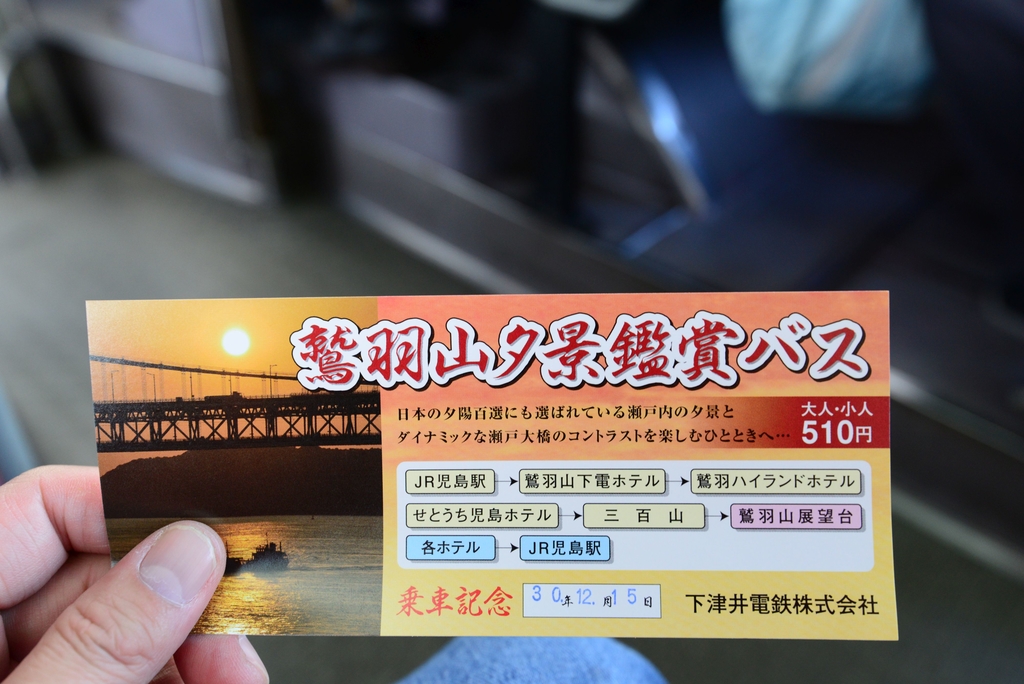 鷲羽山夕景鑑賞バス
日本の夕陽百選にも選ばれている瀬戸内の夕景と
ダイナミックな瀬戸大橋のコントラストを楽しむひとときへ…
大人・小人
510円
JR児島駅→鷲羽山下電ホテル→鷲羽ハイランドホテル
せとうち児島ホテル→三百山→鷲羽山展望台
各ホテル→JR児島駅
乗車記念 30年12.月15日 下津井電鉄株式会社